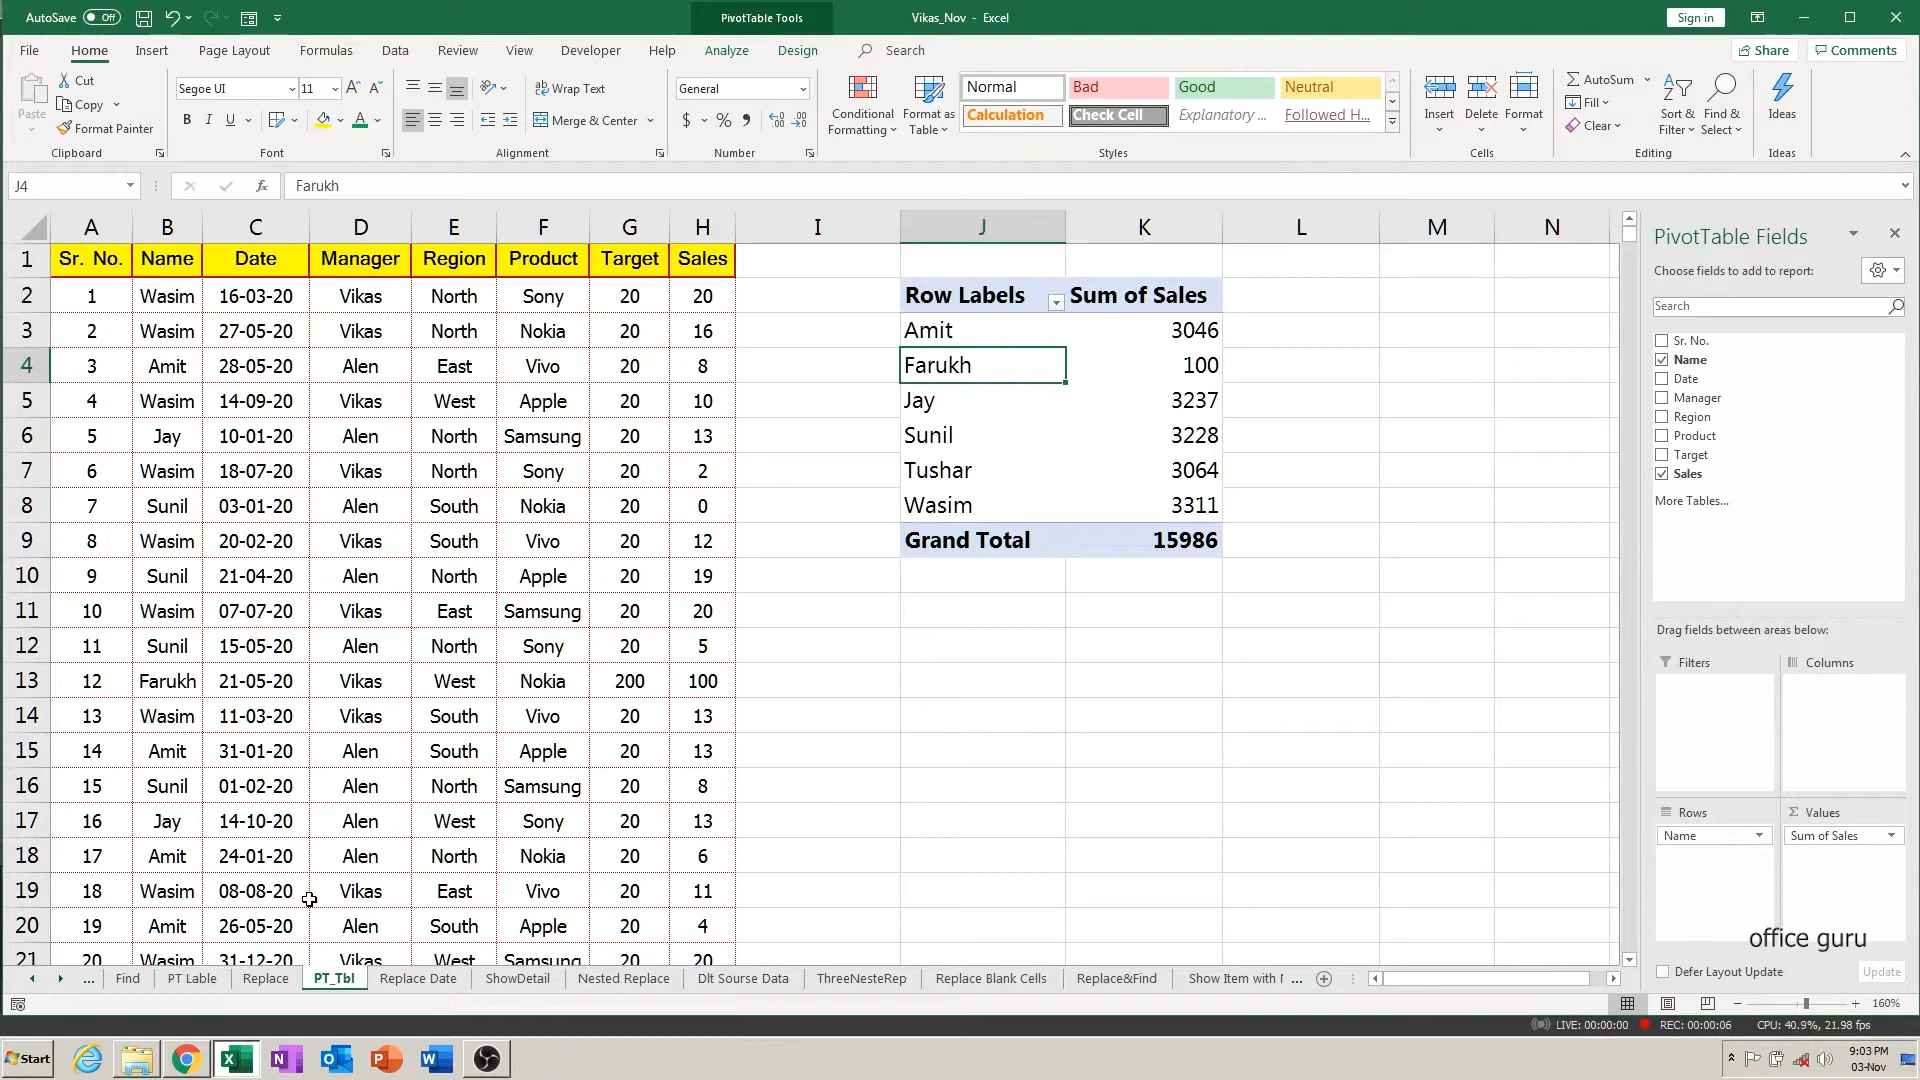 AutoSave Off PivotTable Tools Vikas_Nov - Excel Sign in
File Home Insert Page Layout Formulas Data Review View Developer Help Analyze Design Search Share Comments
Paste Cut Segoe UI 11 Wrap Text General Conditional Formatting Format as Table Normal Bad Good Neutral Insert Delete Format AutoSum Sort & Filter Find & Select Ideas
Copy Fill
Format Painter B I U Merge & Center $ % Calculation Check Cell Explanatory ... Followed H... Clear
Clipboard Font Alignment Number Styles Cells Editing Ideas
J4 fx Farukh
A B C D E F G H I J K L M N
1 Sr. No. Name Date Manager Region Product Target Sales
2 1 Wasim 16-03-20 Vikas North Sony 20 20 Row Labels Sum of Sales
3 2 Wasim 27-05-20 Vikas North Nokia 20 16 Amit 3046
4 3 Amit 28-05-20 Alen East Vivo 20 8 Farukh 100
5 4 Wasim 14-09-20 Vikas West Apple 20 10 Jay 3237
6 5 Jay 10-01-20 Alen North Samsung 20 13 Sunil 3228
7 6 Wasim 18-07-20 Vikas North Sony 20 2 Tushar 3064
8 7 Sunil 03-01-20 Alen South Nokia 20 0 Wasim 3311
9 8 Wasim 20-02-20 Vikas South Vivo 20 12 Grand Total 15986
10 9 Sunil 21-04-20 Alen North Apple 20 19
11 10 Wasim 07-07-20 Vikas East Samsung 20 20
12 11 Sunil 15-05-20 Alen North Sony 20 5
13 12 Farukh 21-05-20 Vikas West Nokia 200 100
14 13 Wasim 11-03-20 Vikas South Vivo 20 13
15 14 Amit 31-01-20 Alen South Apple 20 13
16 15 Sunil 01-02-20 Alen North Samsung 20 8
17 16 Jay 14-10-20 Alen West Sony 20 13
18 17 Amit 24-01-20 Alen North Nokia 20 6
19 18 Wasim 08-08-20 Vikas East Vivo 20 11
20 19 Amit 26-05-20 Alen South Apple 20 4
21 20 Wasim 31-12-20 Vikas West Samsung 20 20
PivotTable Fields
Choose fields to add to report:
Search
Sr. No.
Name
Date
Manager
Region
Product
Target
Sales
More Tables...
Drag fields between areas below:
Filters Columns
Rows Values
Name Sum of Sales
office guru
Defer Layout Update Update
... Find PT Lable Replace PT_Tbl Replace Date ShowDetail Nested Replace Dlt Sourse Data ThreeNesteRep Replace Blank Cells Replace&Find Show Item with ...
160%
LIVE: 00:00:00 REC: 00:00:06 CPU: 40.9%, 21.98 fps
Start 9:03 PM
03-Nov